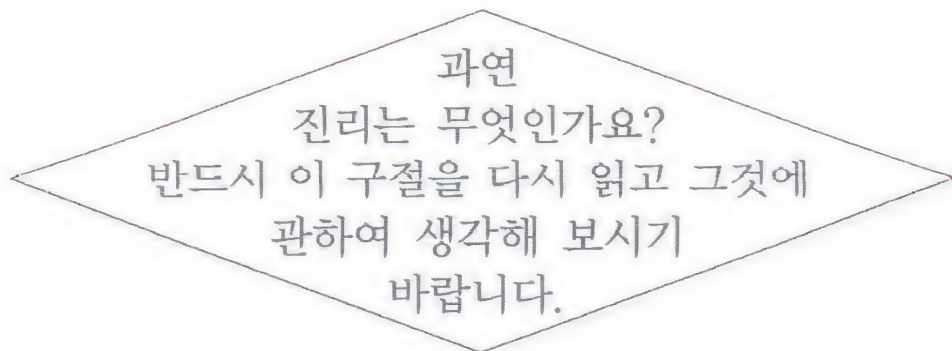 과연
진리는 무엇인가요?
반드시 이 구절을 다시 읽고 그것에
관하여 생각해 보시기
바랍니다.